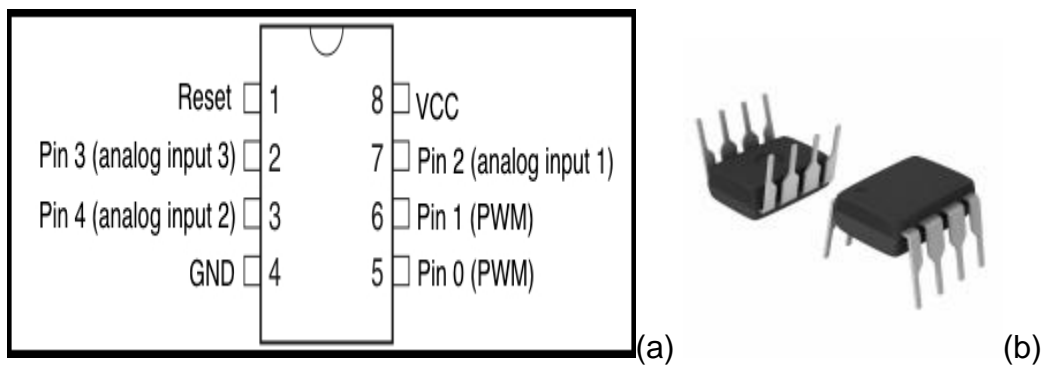 Reset 1 8 VCC
Pin 3 (analog input 3) 2 7 Pin 2 (analog input 1)
Pin 4 (analog input 2) 3 6 Pin 1 (PWM)
GND 4 5 Pin 0 (PWM)
(a) (b)